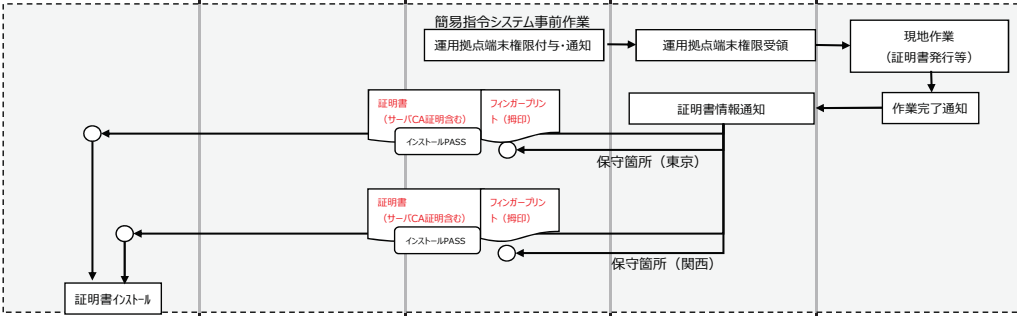 簡易指令システム事前作業
運用拠点端末権限付与・通知
運用拠点端末権限受領
現地作業
(証明書発行等)
証明書情報通知
作業完了通知
証明書
(サーバCA証明含む)
フィンガープリン
ト(拇印)
インストールPASS
保守箇所(東京)
証明書
(サーバCA証明含む)
フィンガープリン
ト(拇印)
インストールPASS
保守箇所(関西)
証明書インストール